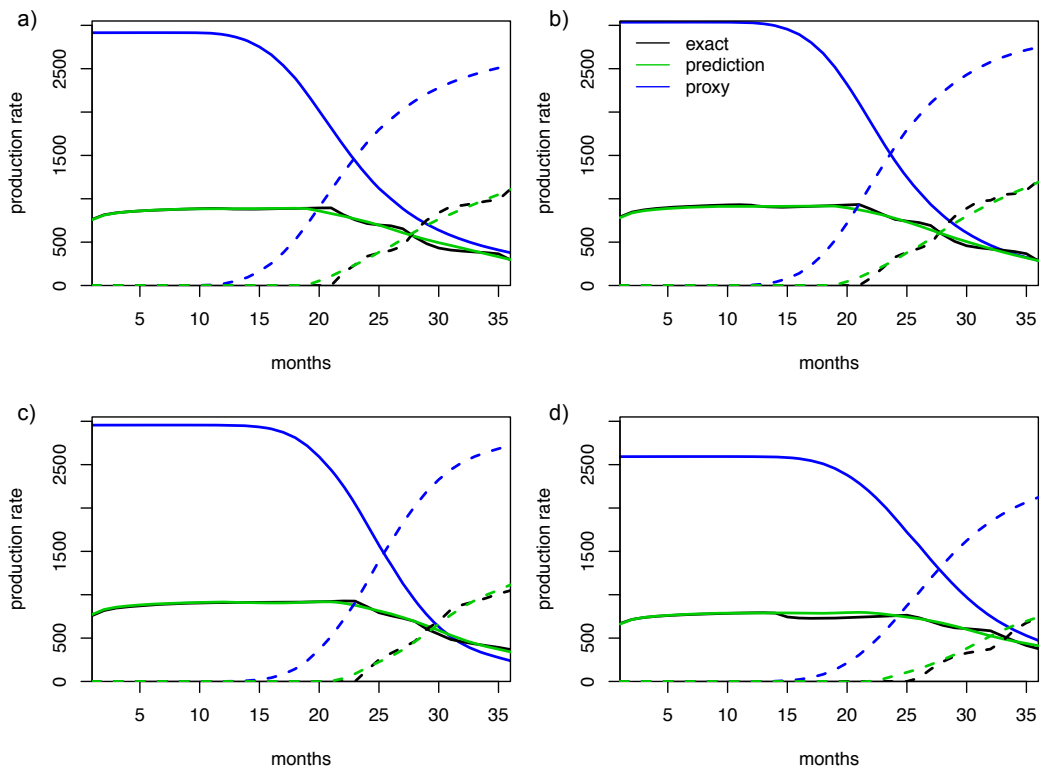 a)
production rate
0 500 1500 2500
5 10 15 20 25 30 35
months
b)
exact
prediction
proxy
production rate
0 500 1500 2500
5 10 15 20 25 30 35
months
c)
production rate
0 500 1500 2500
5 10 15 20 25 30 35
months
d)
production rate
0 500 1500 2500
5 10 15 20 25 30 35
months